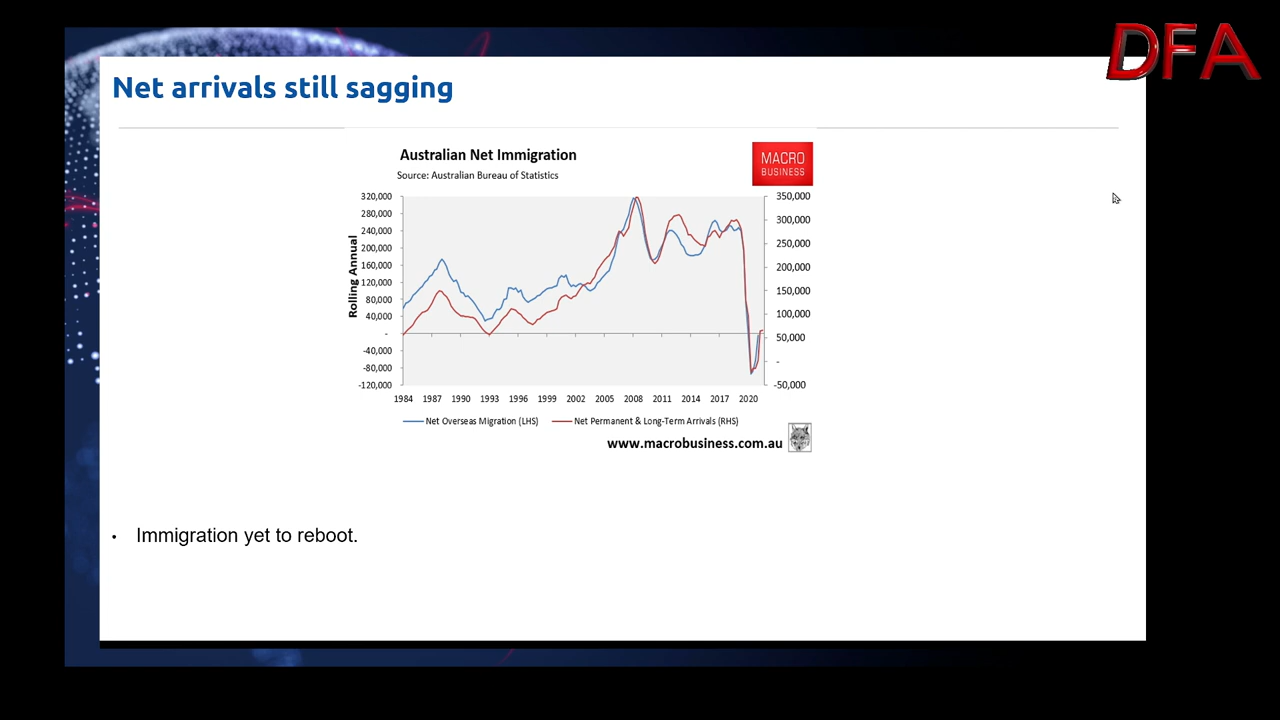 DFA
Net arrivals still sagging
Australian Net Immigration
Source: Australian Bureau of Statistics
MACRO
BUSINESS
Rolling Annual
320,000
280,000
240,000
200,000
160,000
120,000
80,000
40,000
-
-40,000
-80,000
-120,000
350,000
300,000
250,000
200,000
150,000
100,000
50,000
-
-50,000
1984 1987 1990 1993 1996 1999 2002 2005 2008 2011 2014 2017 2020
Net Overseas Migration (LHS) Net Permanent & Long-Term Arrivals (RHS)
www.macrobusiness.com.au
• Immigration yet to reboot.